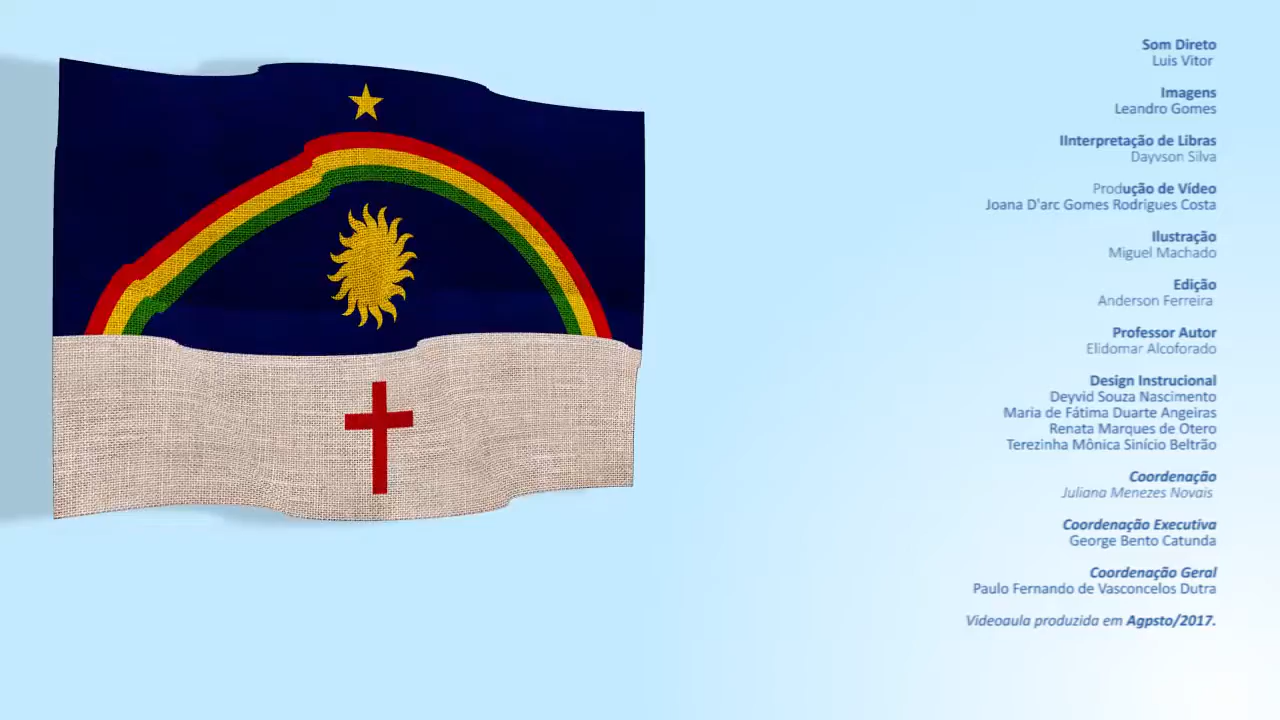 Som Direto
Luis Vitor
Imagens
Leandro Gomes
IInterpretação de Libras
Dayvson Silva
Produção de Vídeo
Joana D'arc Gomes Rodrigues Costa
Ilustração
Miguel Machado
Edição
Anderson Ferreira
Professor Autor
Elidomar Alcoforado
Design Instrucional
Deyvid Souza Nascimento
Maria de Fátima Duarte Angeiras
Renata Marques de Otero
Terezinha Mônica Sinício Beltrão
Coordenação
Juliana Menezes Novais
Coordenação Executiva
George Bento Catunda
Coordenação Geral
Paulo Fernando de Vasconcelos Dutra
Videoaula produzida em Agpsto/2017.